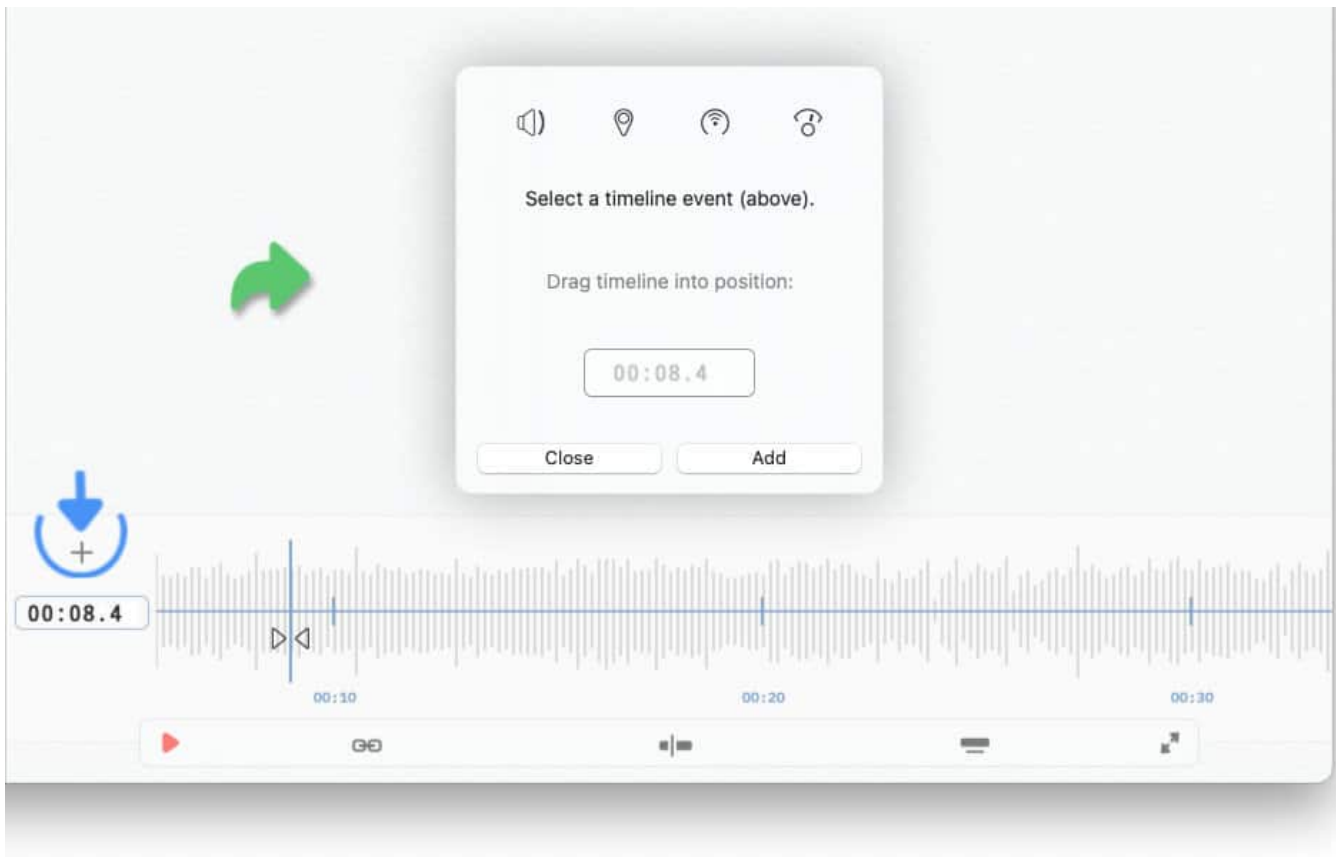 Select a timeline event (above).
Drag timeline into position:
00:08.4
Close Add
00:08.4
00:10 00:20 00:30